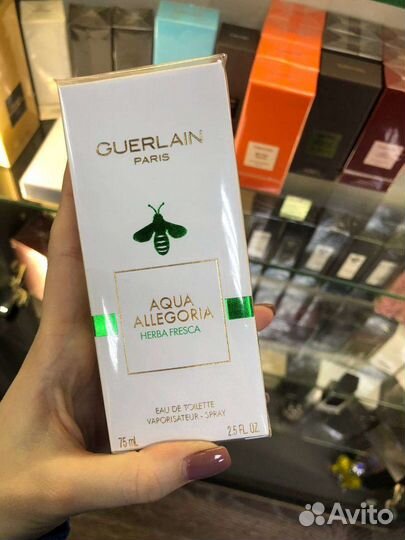 GUERLAIN
PARIS
AQUA
ALLEGORIA
HERBA FRESCA
EAU DE TOILETTE
VAPORISATEUR - SPRAY
75 mL 2.5 FL. OZ.
Avito